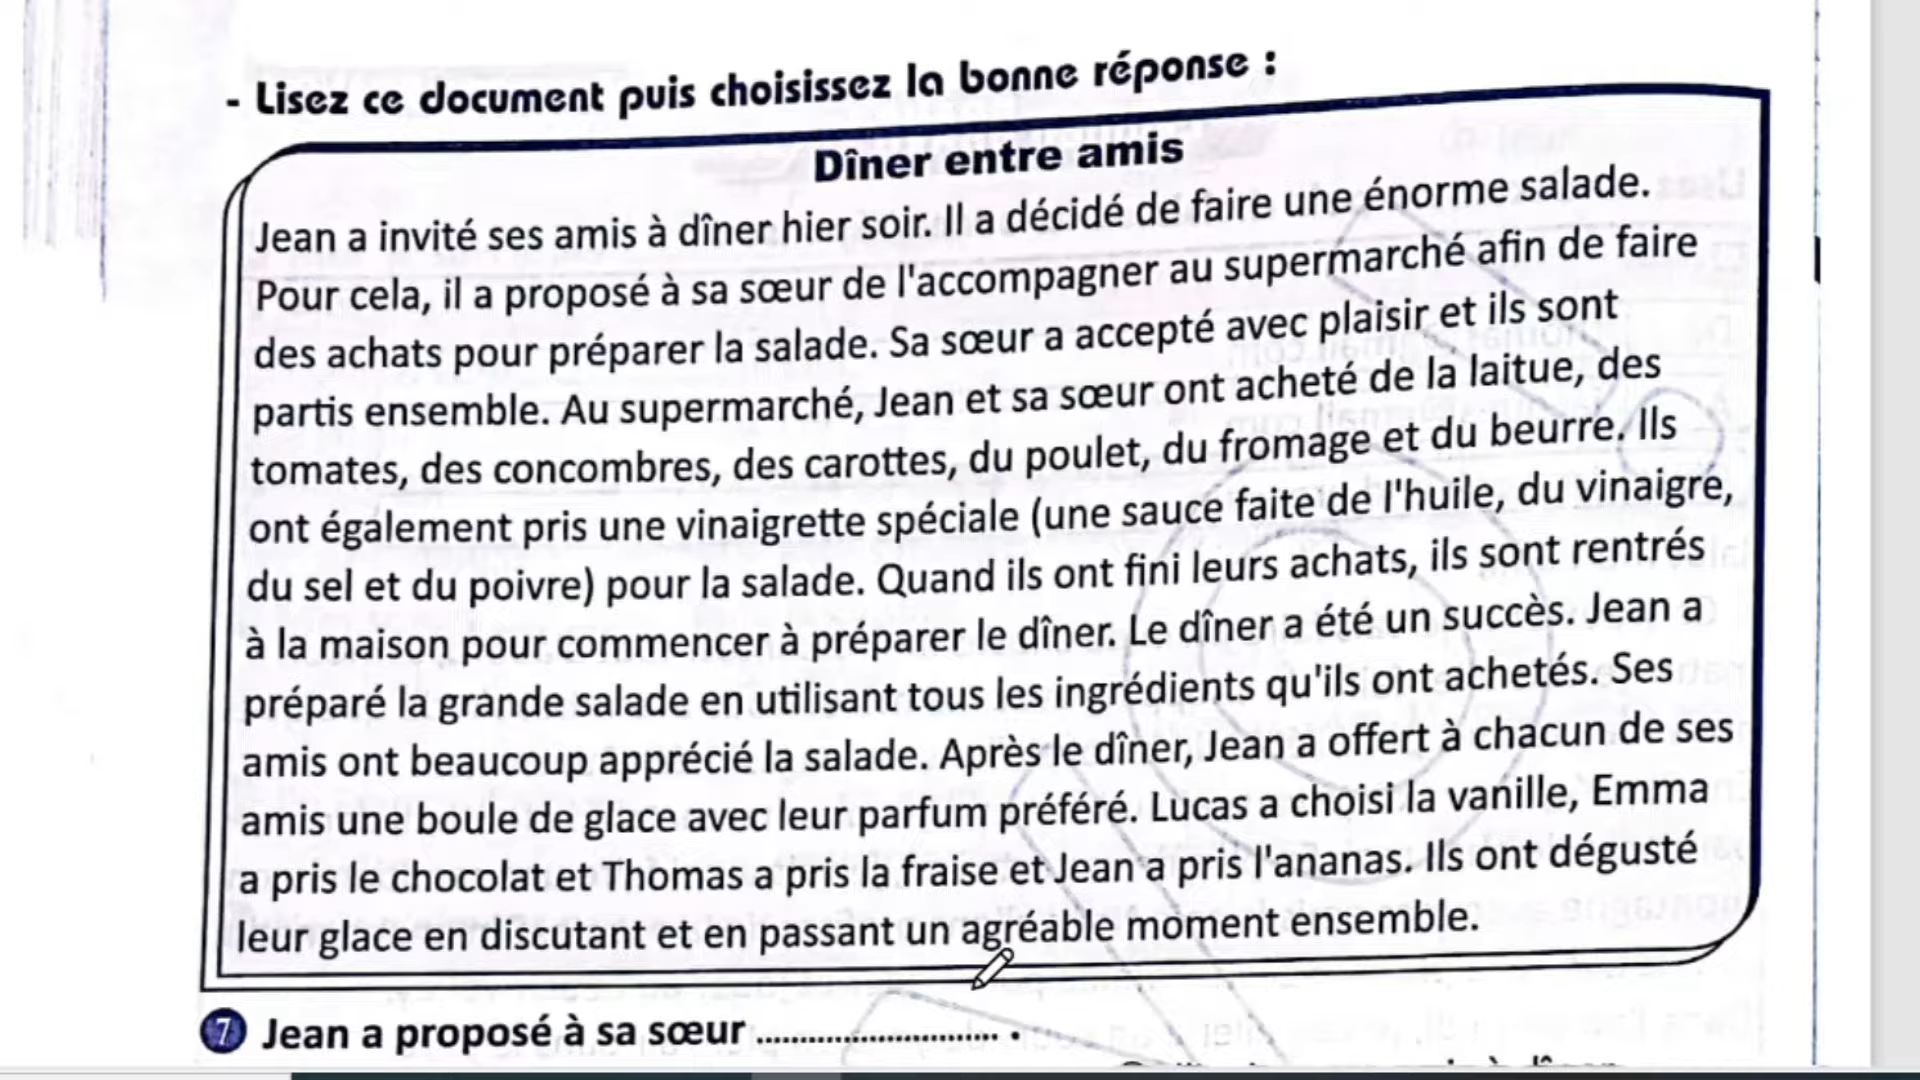 - Lisez ce document puis choisissez la bonne réponse :
Dîner entre amis
Jean a invité ses amis à dîner hier soir. Il a décidé de faire une énorme salade.
Pour cela, il a proposé à sa sœur de l'accompagner au supermarché afin de faire
des achats pour préparer la salade. Sa sœur a accepté avec plaisir et ils sont
partis ensemble. Au supermarché, Jean et sa sœur ont acheté de la laitue, des
tomates, des concombres, des carottes, du poulet, du fromage et du beurre. Ils
ont également pris une vinaigrette spéciale (une sauce faite de l'huile, du vinaigre,
du sel et du poivre) pour la salade. Quand ils ont fini leurs achats, ils sont rentrés
à la maison pour commencer à préparer le dîner. Le dîner a été un succès. Jean a
préparé la grande salade en utilisant tous les ingrédients qu'ils ont achetés. Ses
amis ont beaucoup apprécié la salade. Après le dîner, Jean a offert à chacun de ses
amis une boule de glace avec leur parfum préféré. Lucas a choisi la vanille, Emma
a pris le chocolat et Thomas a pris la fraise et Jean a pris l'ananas. Ils ont dégusté
leur glace en discutant et en passant un agréable moment ensemble.
7 Jean a proposé à sa sœur ........................... .